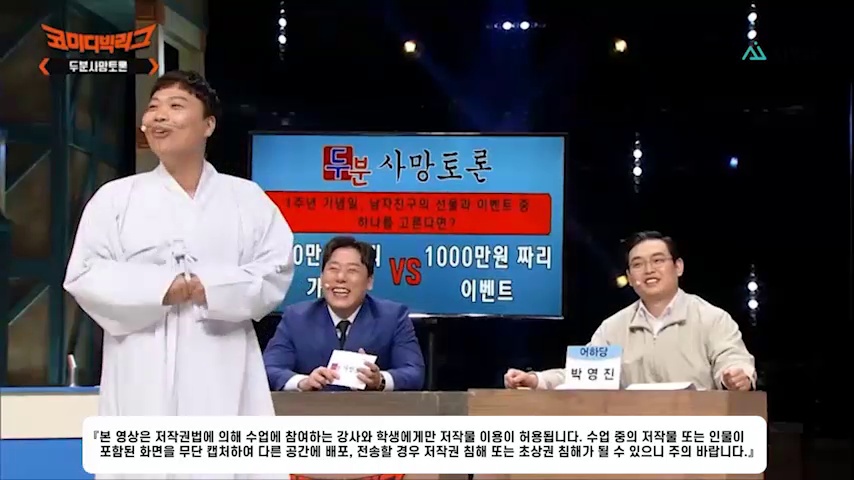 코미디빅리그
두분사망토론
두분 사망토론
1주년 기념일, 남자친구의 선물과 이벤트 중
하나를 고른다면?
1000만원 짜리
VS
이벤트
어하당
박영진
『본 영상은 저작권법에 의해 수업에 참여하는 강사와 학생에게만 저작물 이용이 허용됩니다. 수업 중의 저작물 또는 인물이
포함된 화면을 무단 캡처하여 다른 공간에 배포, 전송할 경우 저작권 침해 또는 초상권 침해가 될 수 있으니 주의 바랍니다.』